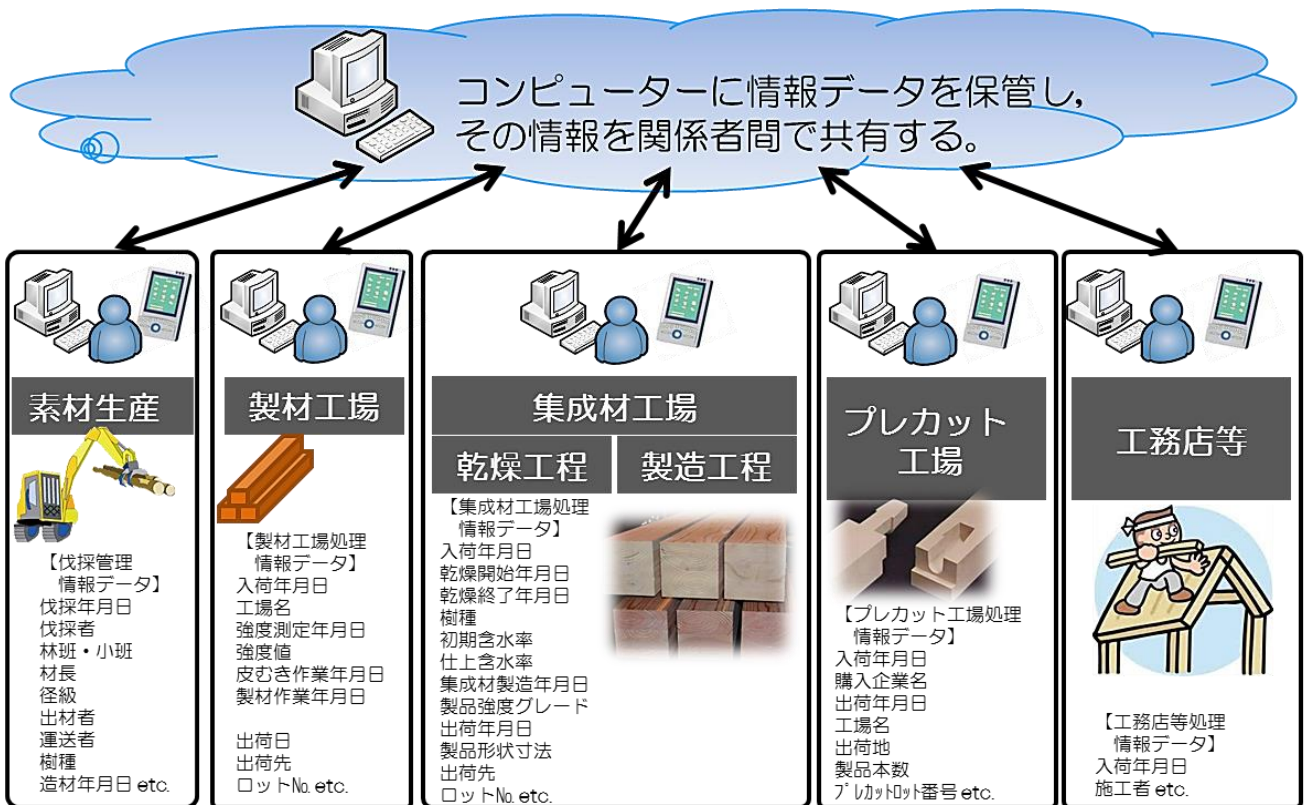 コンピューターに情報データを保管し,
その情報を関係者間で共有する。
素材生産
【伐採管理
情報データ】
伐採年月日
伐採者
林班・小班
材長
径級
出材者
運送者
樹種
造材年月日 etc.
製材工場
【製材工場処理
情報データ】
入荷年月日
工場名
強度測定年月日
強度値
皮むき作業年月日
製材作業年月日
出荷日
出荷先
ロット№ etc.
集成材工場
乾燥工程
製造工程
【集成材工場処理
情報データ】
入荷年月日
乾燥開始年月日
乾燥終了年月日
樹種
初期含水率
仕上含水率
集成材製造年月日
製品強度グレード
出荷年月日
製品形状寸法
出荷先
ロット№ etc.
プレカット
工場
【プレカット工場処理
情報データ】
入荷年月日
購入企業名
出荷年月日
工場名
出荷地
製品本数
ﾌﾟﾚｶｯﾄﾛｯﾄ番号 etc.
工務店等
【工務店等処理
情報データ】
入荷年月日
施工者 etc.